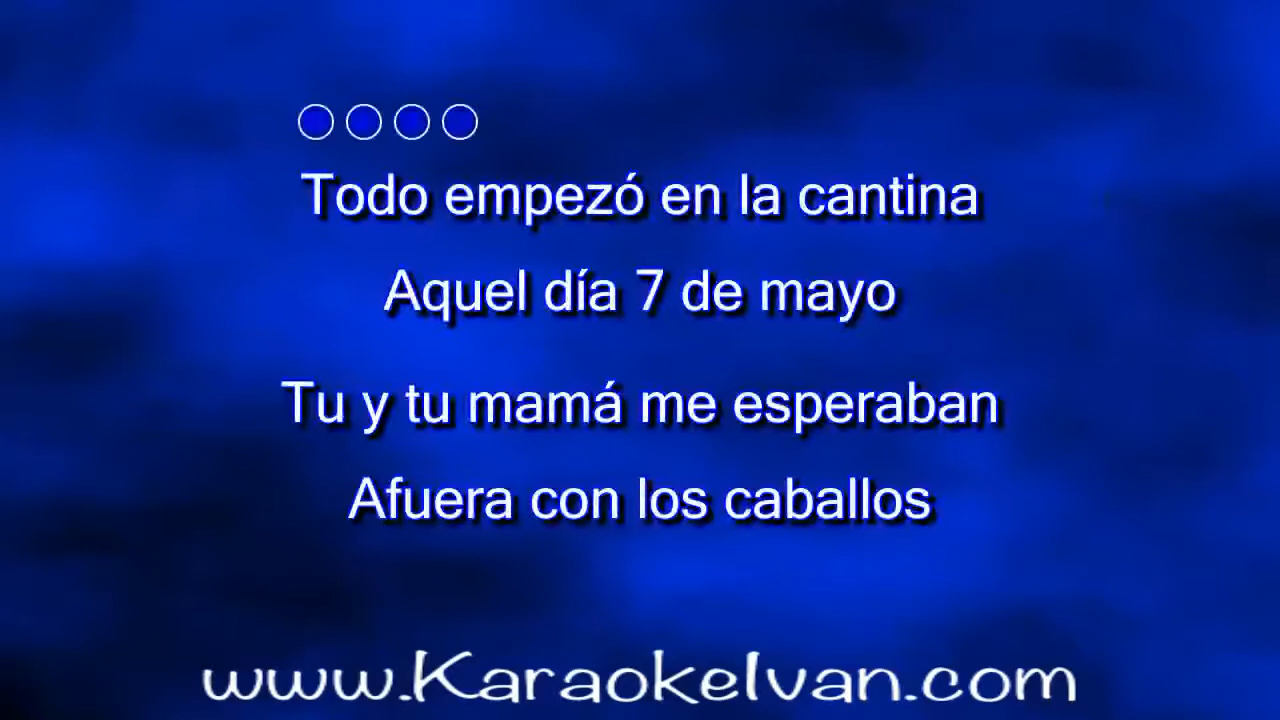 Todo empezó en la cantina
Aquel día 7 de mayo
Tu y tu mamá me esperaban
Afuera con los caballos
www.KaraokeIvan.com